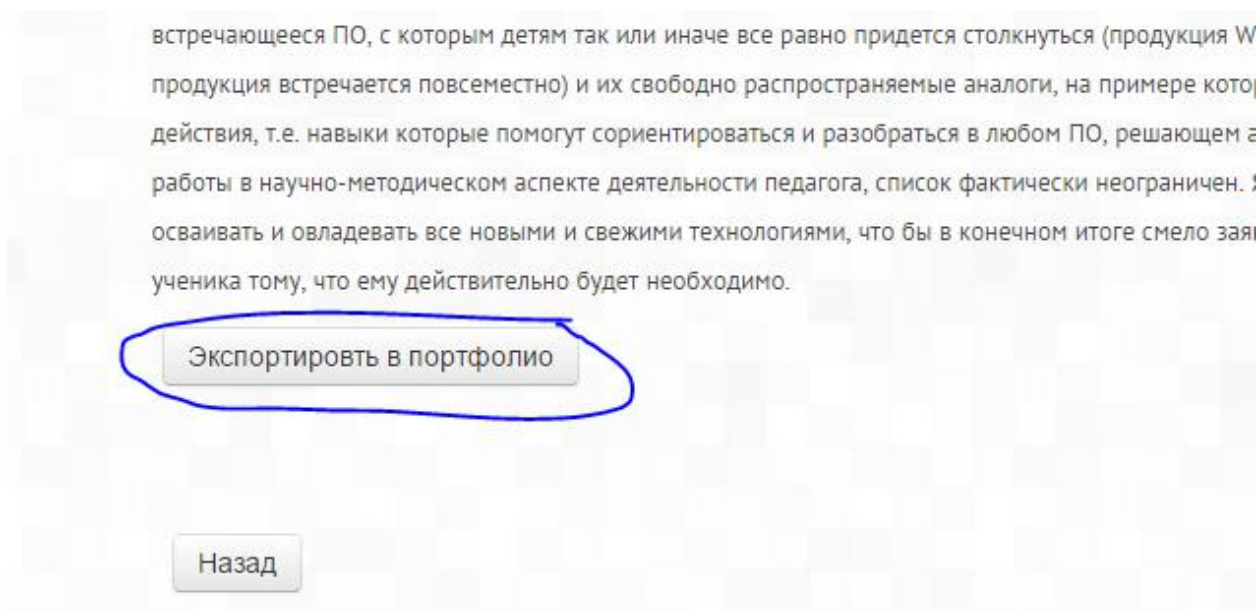 встречающееся ПО, с которым детям так или иначе все равно придется столкнуться (продукция W
продукция встречается повсеместно) и их свободно распространяемые аналоги, на примере кото
действия, т.е. навыки которые помогут сориентироваться и разобраться в любом ПО, решающем а
работы в научно-методическом аспекте деятельности педагога, список фактически неограничен.
осваивать и овладевать все новыми и свежими технологиями, что бы в конечном итоге смело зая
ученика тому, что ему действительно будет необходимо.
Экспортировть в портфолио
Назад